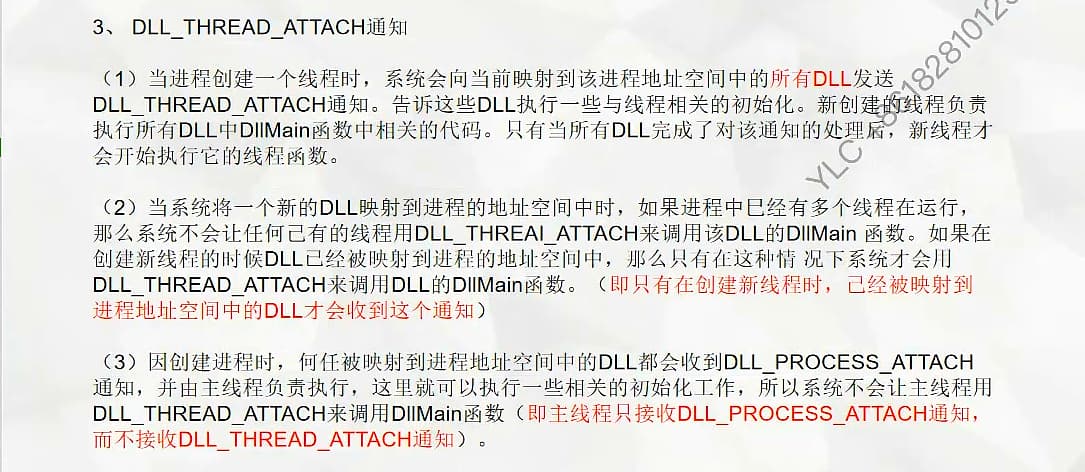 3、 DLL_THREAD_ATTACH通知
（1）当进程创建一个线程时，系统会向当前映射到该进程地址空间中的所有DLL发送
DLL_THREAD_ATTACH通知。告诉这些DLL执行一些与线程相关的初始化。新创建的线程负责
执行所有DLL中DllMain函数中相关的代码。只有当所有DLL完成了对该通知的处理后，新线程才
会开始执行它的线程函数。
（2）当系统将一个新的DLL映射到进程的地址空间中时，如果进程中巳经有多个线程在运行，
那么系统不会让任何己有的线程用DLL_THREAI_ATTACH来调用该DLL的DllMain 函数。如果在
创建新线程的时候DLL已经被映射到进程的地址空间中，那么只有在这种情 况下系统才会用
DLL_THREAD_ATTACH来调用DLL的DllMain函数。（即只有在创建新线程时，己经被映射到
进程地址空间中的DLL才会收到这个通知）
（3）因创建进程时，何任被映射到进程地址空间中的DLL都会收到DLL_PROCESS_ATTACH
通知，并由主线程负责执行，这里就可以执行一些相关的初始化工作，所以系统不会让主线程用
DLL_THREAD_ATTACH来调用DllMain函数（即主线程只接收DLL_PROCESS_ATTACH通知，
而不接收DLL_THREAD_ATTACH通知）。
YLC